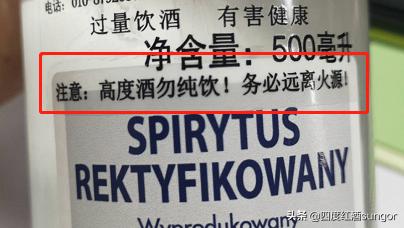 过量饮酒 有害健康
净含量：500毫升
注意：高度酒勿纯饮！务必远离火源！
SPIRYTUS
REKTYFIKOWANY
Wyprodukowany
头条 @四度红酒sungor